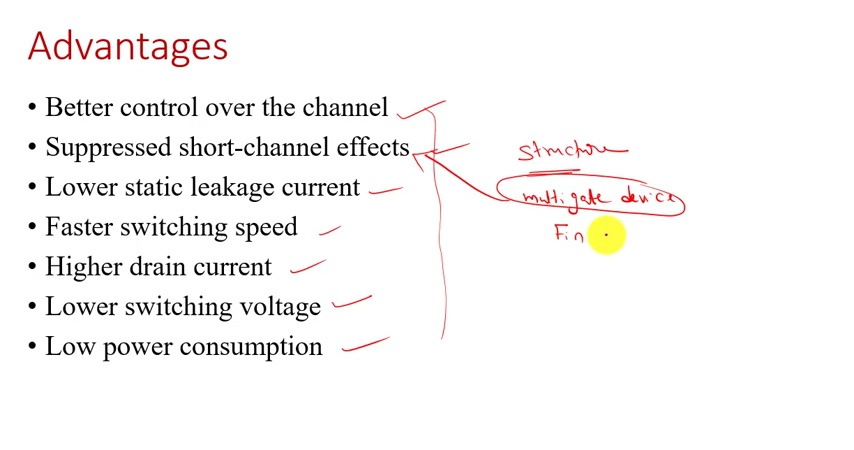 Advantages
• Better control over the channel
• Suppressed short-channel effects
• Lower static leakage current
• Faster switching speed
• Higher drain current
• Lower switching voltage
• Low power consumption
structure
multigate device
Fin